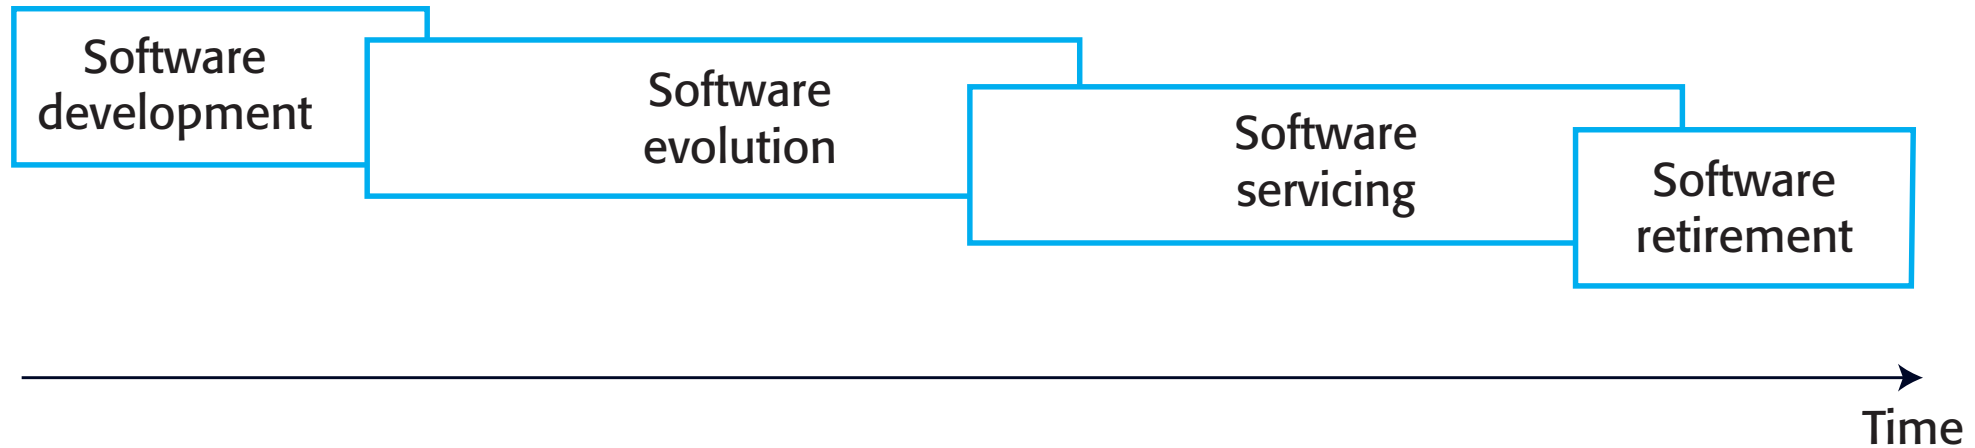 Software
development
Software
evolution
Software
servicing
Software
retirement
Time